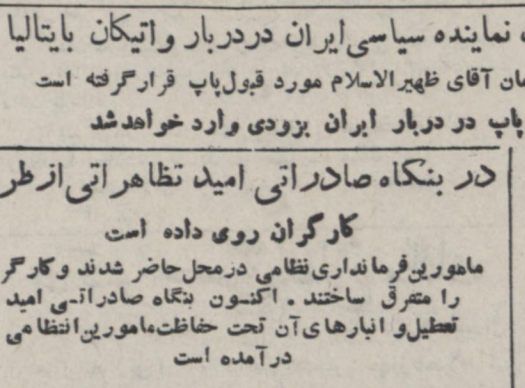 نماینده سیاسی ایران در دربار واتیکان بایتالیا
آقای ظهیرالاسلام مورد قبول پاپ قرار گرفته است
پاپ در دربار ایران بزودی وارد خواهد شد
در بنگاه صادراتی امید تظاهراتی از طر
کارگران روی داده است
مامورین فرمانداری نظامی در محل حاضر شدند و کارگر
را متفرق ساختند . اکنون بنگاه صادراتی امید
تعطیل و انبارهای آن تحت حفاظت مامورین انتظامی
در آمده است